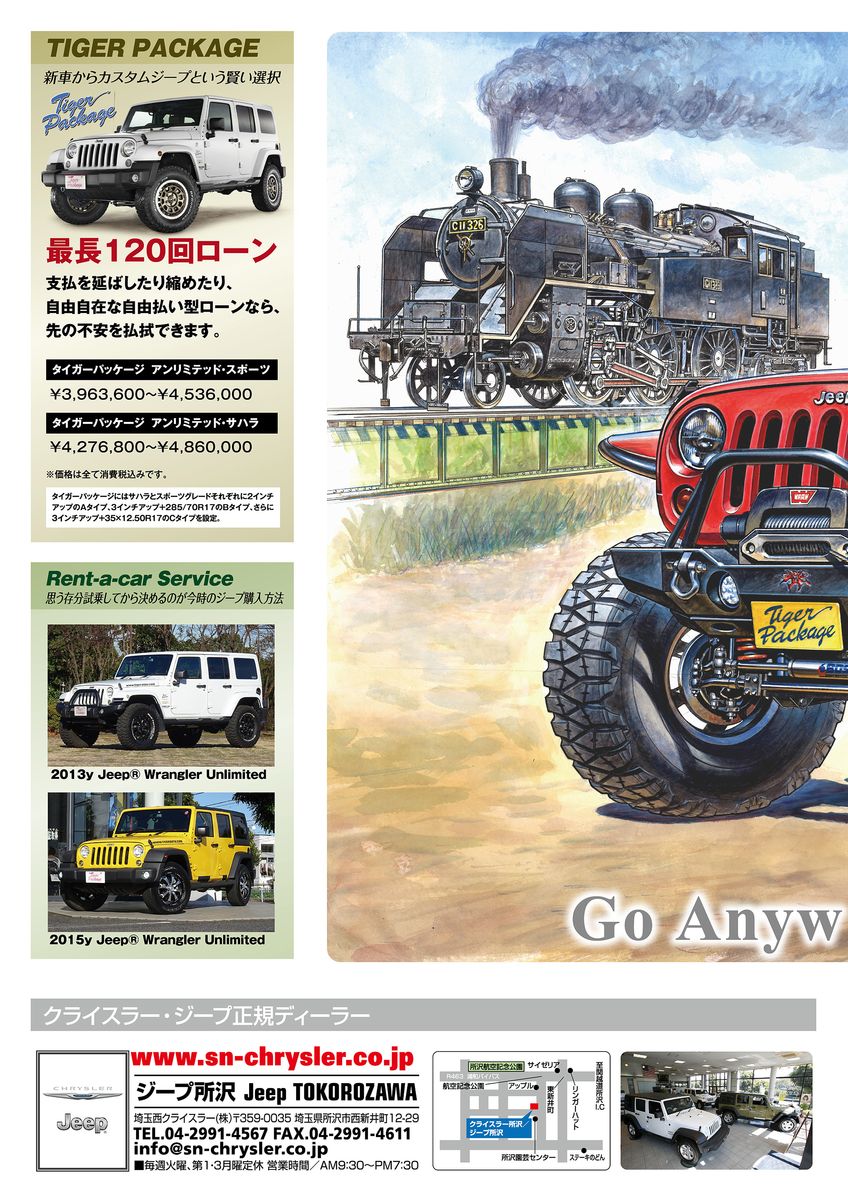 TIGER PACKAGE
新車からカスタムジープという賢い選択
Tiger
Package
最長120回ローン
支払を延ばしたり縮めたり、
自由自在な自由払い型ローンなら、
先の不安を払拭できます。
タイガーパッケージ アンリミテッド・スポーツ
¥3,963,600〜¥4,536,000
タイガーパッケージ アンリミテッド・サハラ
¥4,276,800〜¥4,860,000
※価格は全て消費税込みです。
タイガーパッケージにはサハラとスポーツグレードそれぞれに2インチ
アップのAタイプ、3インチアップ+285/70R17のBタイプ、さらに
3インチアップ+35×12.50R17のCタイプを設定。
Rent-a-car Service
思う存分試乗してから決めるのが今時のジープ購入方法
2013y Jeep® Wrangler Unlimited
2015y Jeep® Wrangler Unlimited
C11 326
Jeep
WARN
Tiger
Package
Go Anyw
クライスラー・ジープ正規ディーラー
CHRYSLER
Jeep
www.sn-chrysler.co.jp
ジープ所沢 Jeep TOKOROZAWA
埼玉西クライスラー(株)〒359-0035 埼玉県所沢市西新井町12-29
TEL.04-2991-4567 FAX.04-2991-4611
info@sn-chrysler.co.jp
■毎週火曜、第1・3月曜定休 営業時間／AM9:30〜PM7:30
所沢航空記念公園
サイゼリア
至関越道所沢I.C
R463 浦和バイパス
航空記念公園
アップル
東新井町
リンガーハット
クライスラー所沢／
ジープ所沢
所沢園芸センター
ステーキのどん